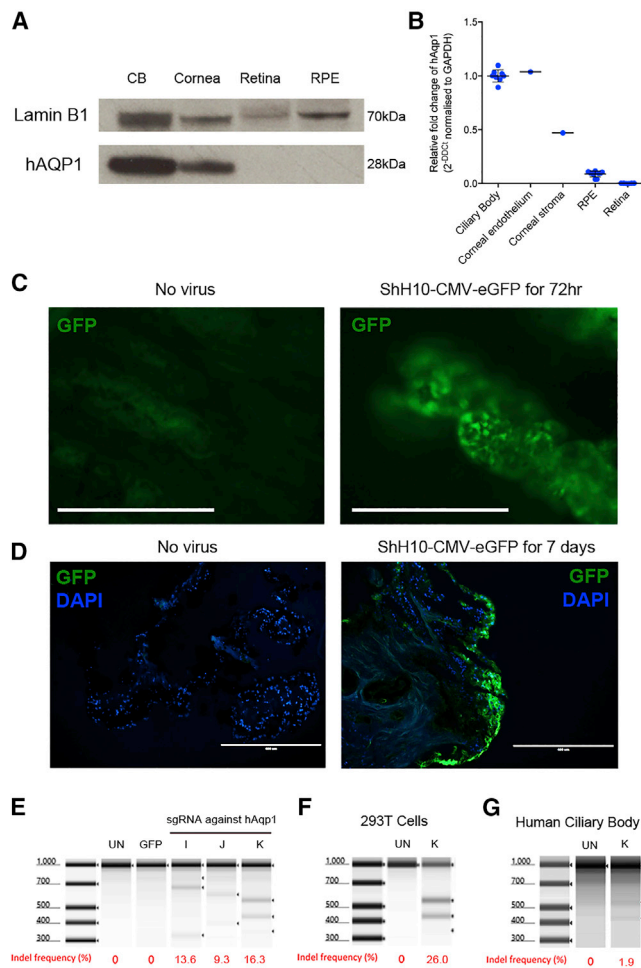 A
CB Cornea Retina RPE
Lamin B1 70kDa
hAQP1 28kDa
B
Relative fold change of hAqp1
(2-DDCt normalised to GAPDH)
1.5
1.0
0.5
0.0
Ciliary Body
Corneal endothelium
Corneal stroma
RPE
Retina
C
No virus ShH10-CMV-eGFP for 72hr
GFP GFP
D
No virus ShH10-CMV-eGFP for 7 days
GFP GFP
DAPI DAPI
E
sgRNA against hAqp1
UN GFP I J K
1,000
700
500
400
300
Indel frequency (%) 0 0 13.6 9.3 16.3
F
293T Cells
UN K
1,000
700
500
400
300
Indel frequency (%) 0 26.0
G
Human Ciliary Body
UN K
1,000
700
500
400
300
Indel frequency (%) 0 1.9